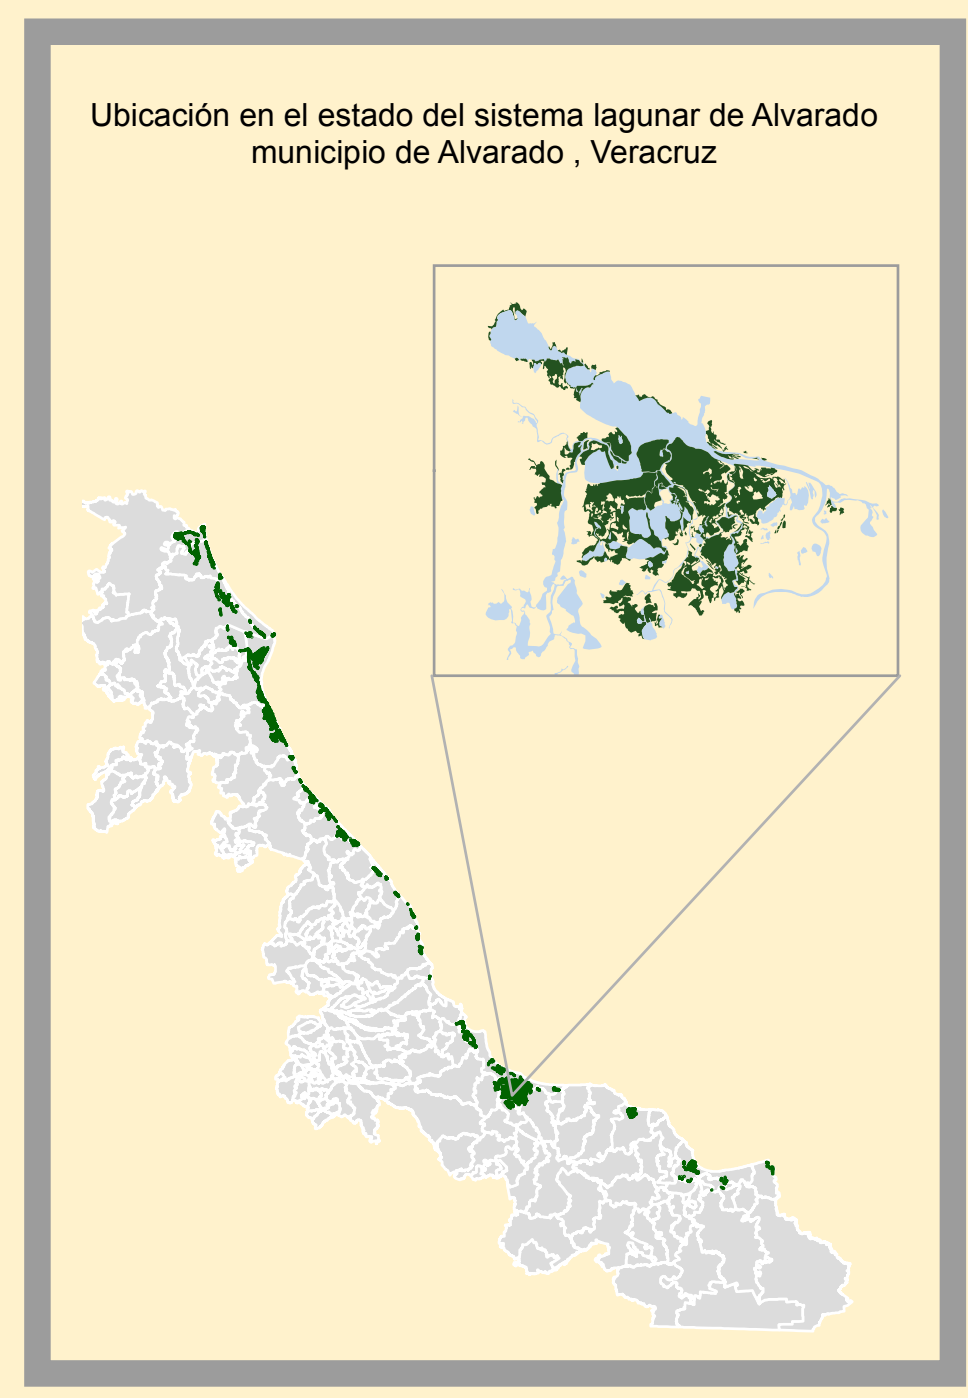 Ubicación en el estado del sistema lagunar de Alvarado
municipio de Alvarado , Veracruz